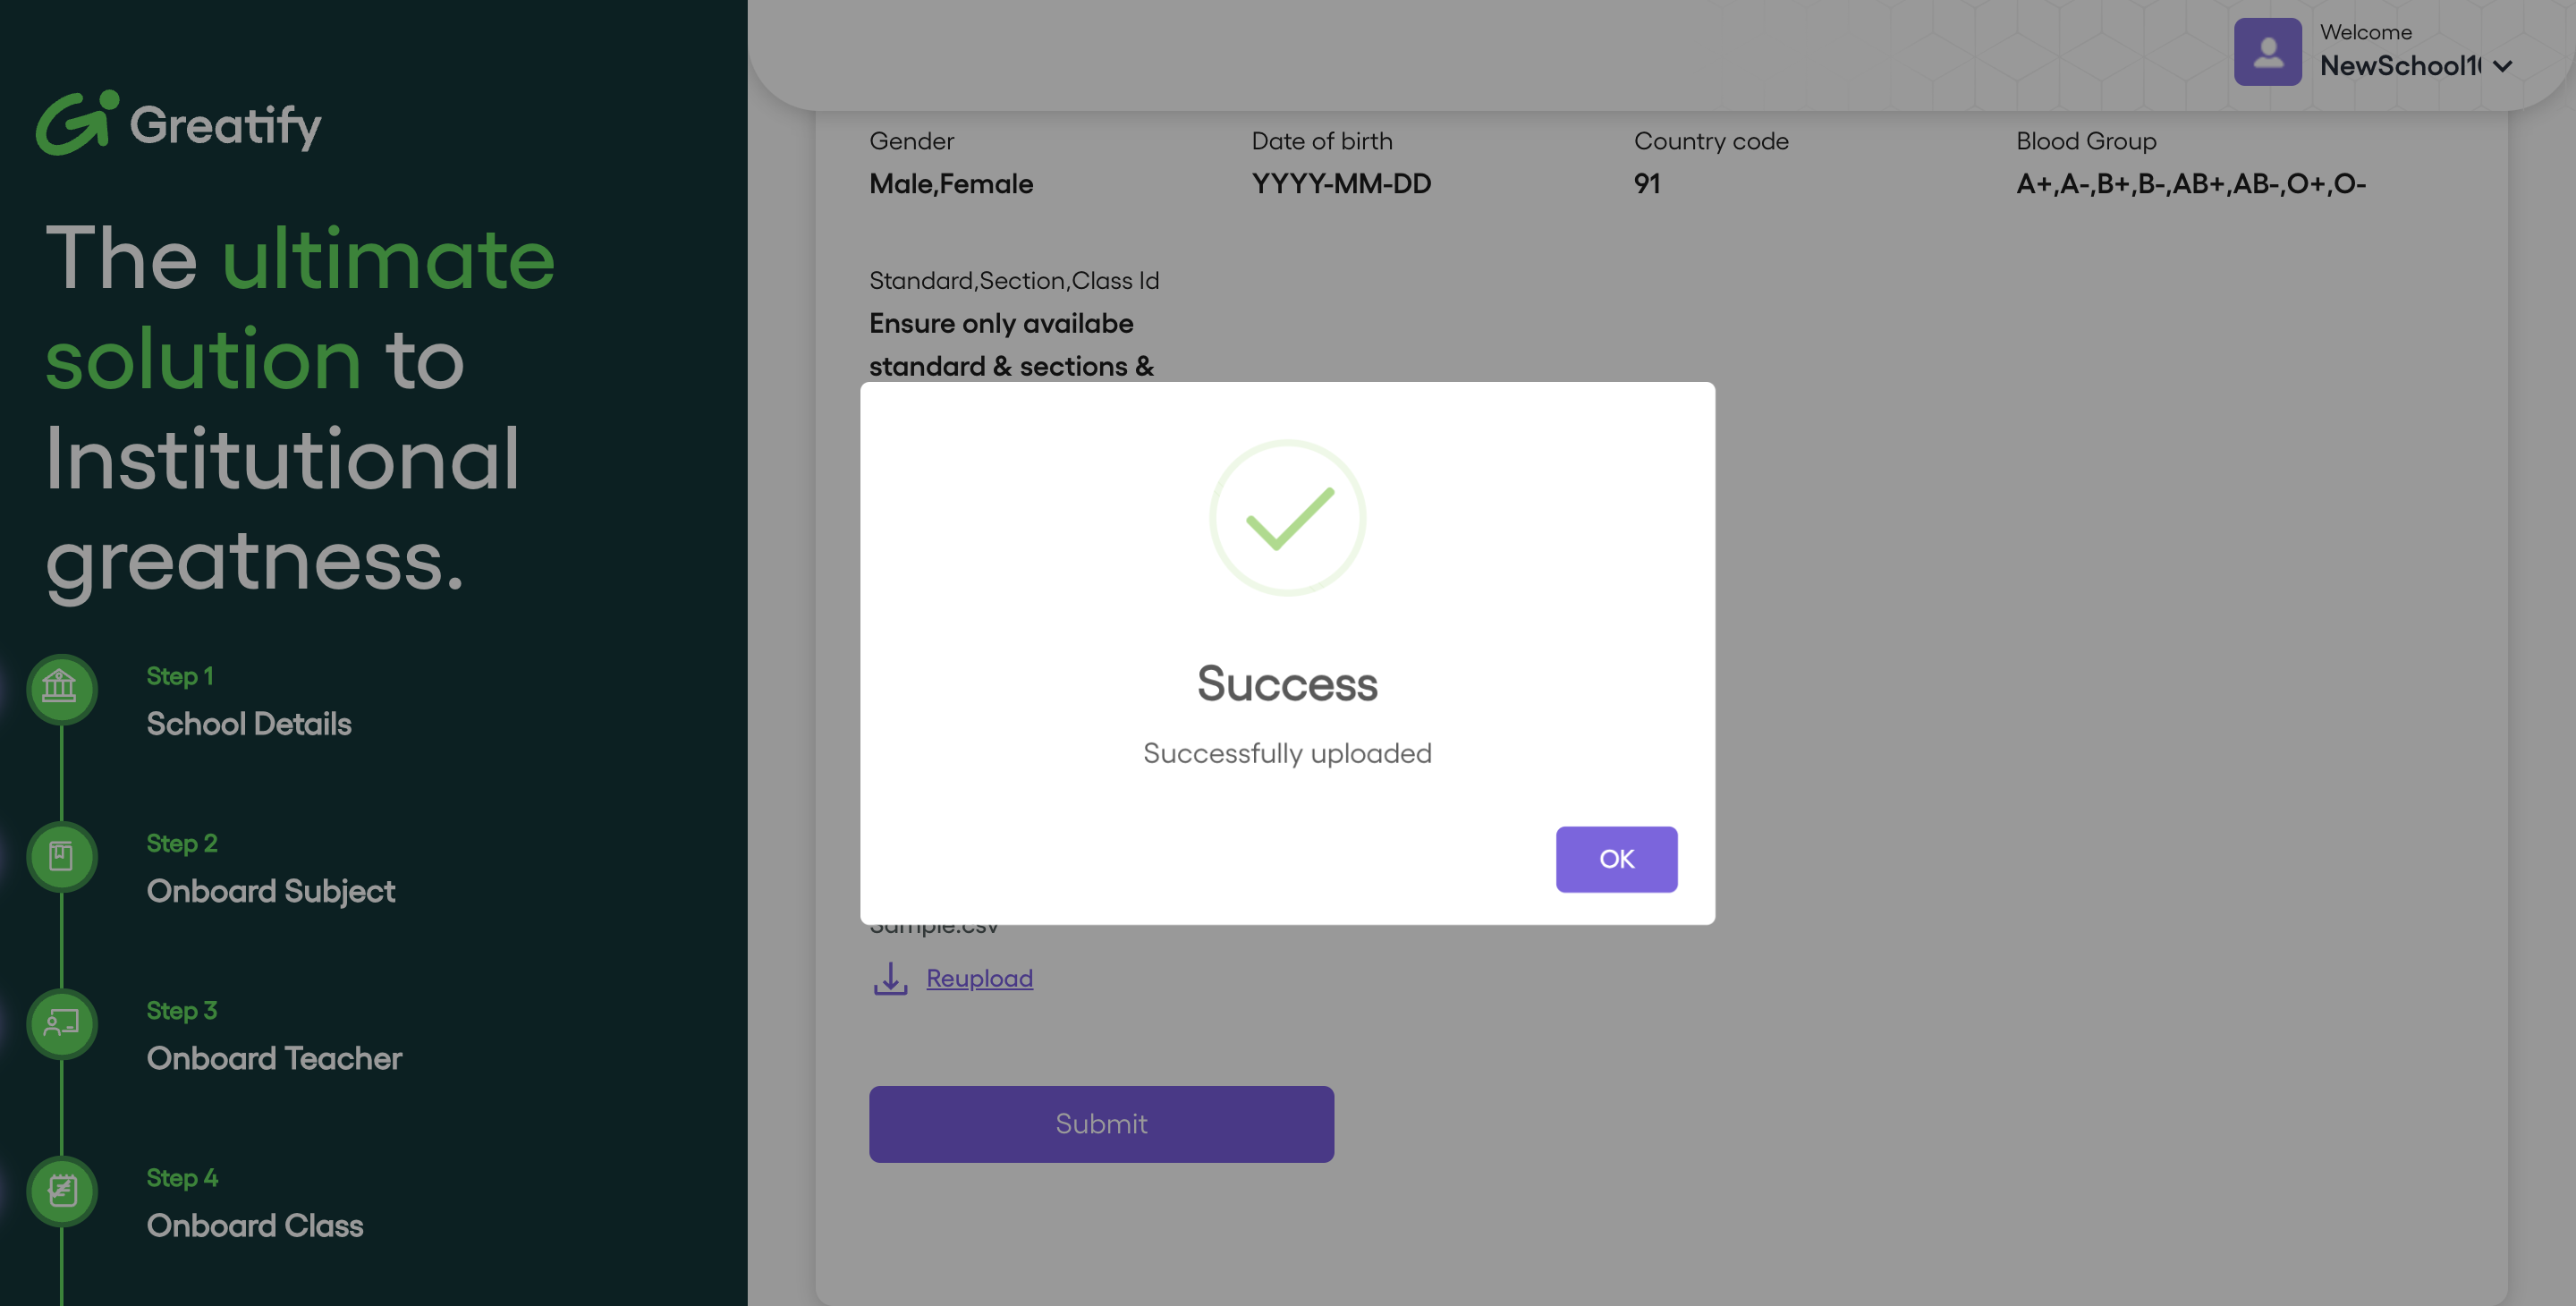 Greatify
The ultimate
solution to
Institutional
greatness.
Step 1
School Details
Step 2
Onboard Subject
Step 3
Onboard Teacher
Step 4
Onboard Class
Welcome
NewSchool1
Gender
Male,Female
Date of birth
YYYY-MM-DD
Country code
91
Blood Group
A+,A-,B+,B-,AB+,AB-,O+,O-
Standard,Section,Class Id
Ensure only availabe
standard & sections &
Success
Successfully uploaded
OK
Sample.csv
Reupload
Submit